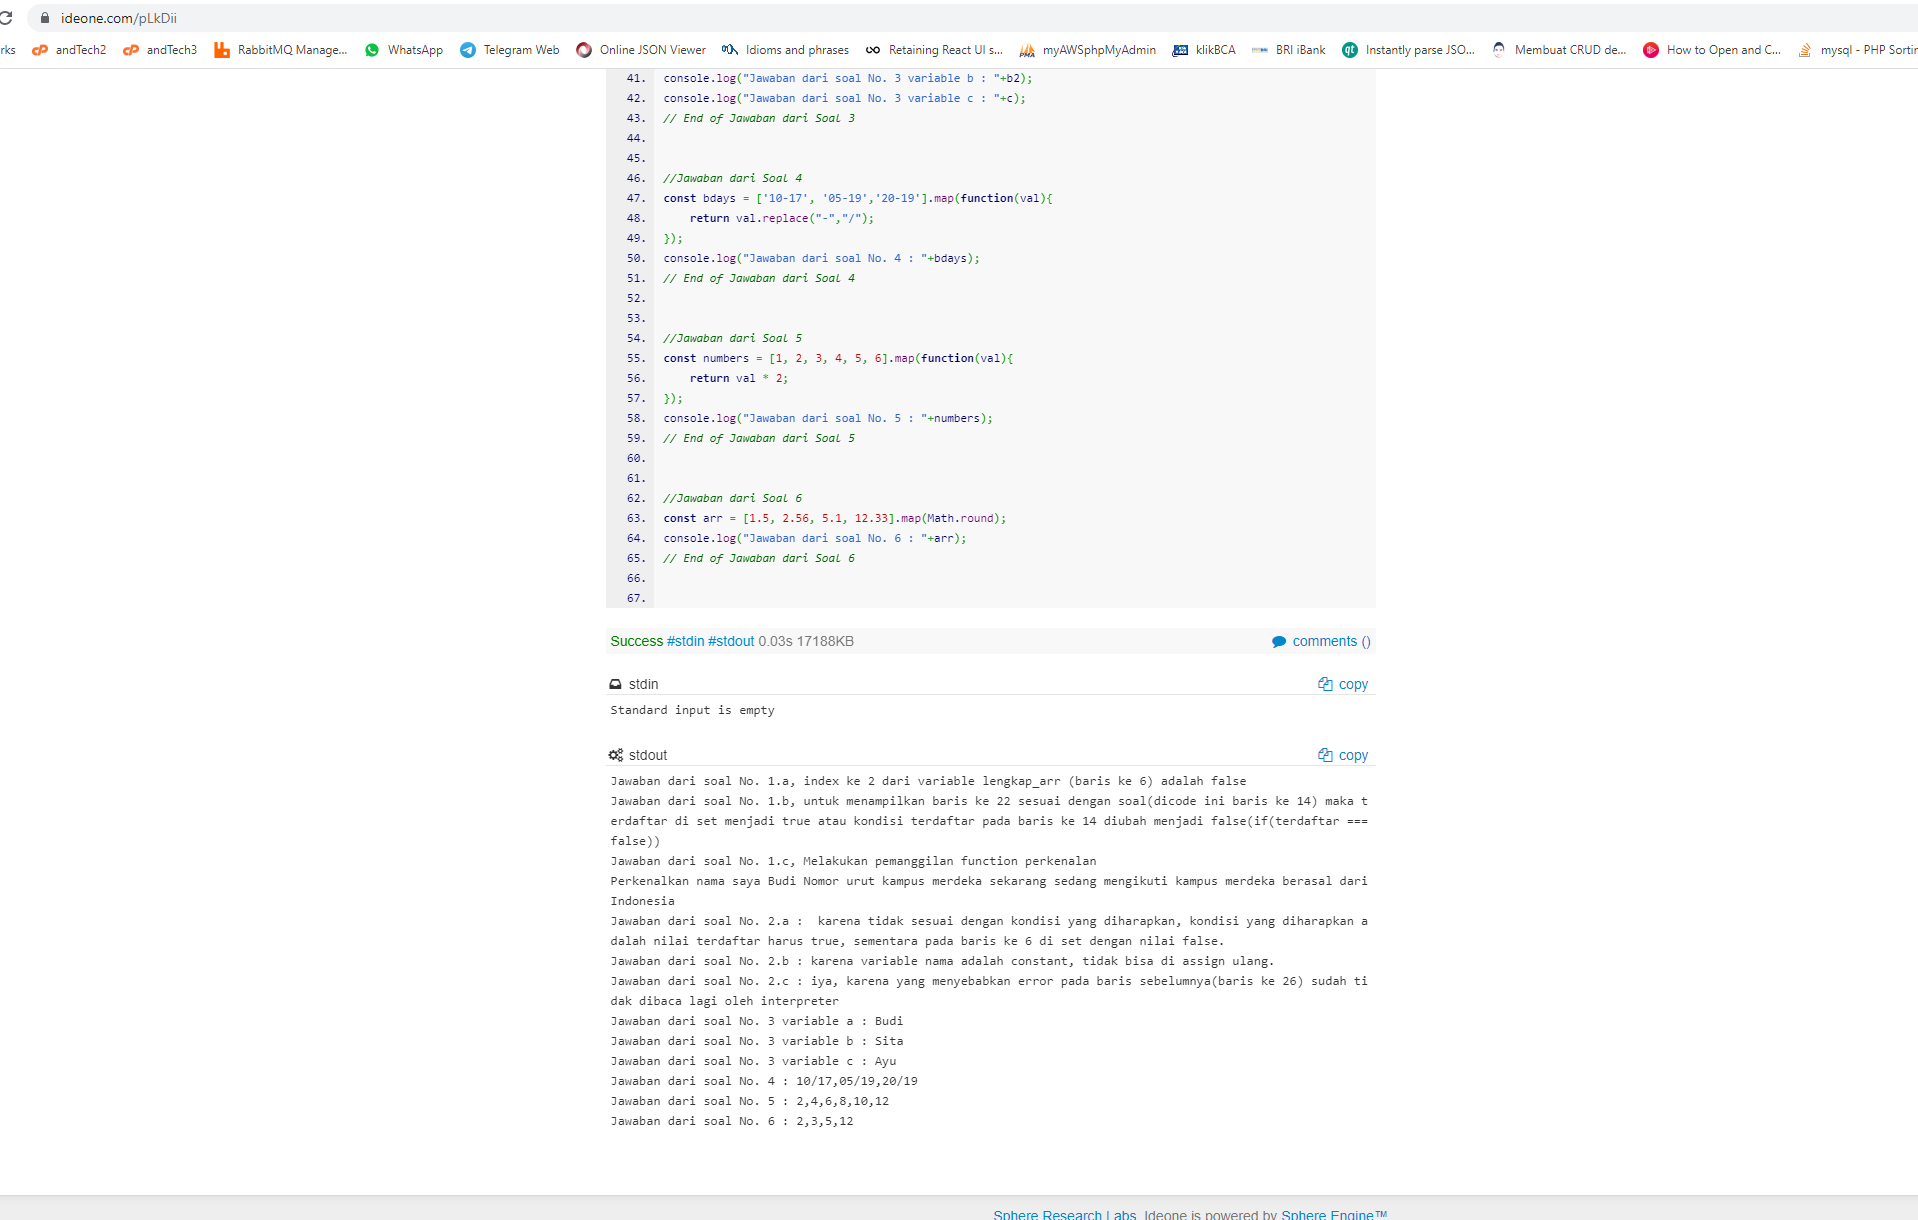 ideone.com/pLkDii
rks andTech2 andTech3 RabbitMQ Manage... WhatsApp Telegram Web Online JSON Viewer Idioms and phrases Retaining React UI s... myAWSphpMyAdmin klikBCA BRI iBank Instantly parse JSO... Membuat CRUD de... How to Open and C... mysql - PHP Sortin
41. console.log("Jawaban dari soal No. 3 variable b : "+b2);
42. console.log("Jawaban dari soal No. 3 variable c : "+c);
43. // End of Jawaban dari Soal 3
44.
45.
46. //Jawaban dari Soal 4
47. const bdays = ['10-17', '05-19','20-19'].map(function(val){
48. return val.replace("-","/");
49. });
50. console.log("Jawaban dari soal No. 4 : "+bdays);
51. // End of Jawaban dari Soal 4
52.
53.
54. //Jawaban dari Soal 5
55. const numbers = [1, 2, 3, 4, 5, 6].map(function(val){
56. return val * 2;
57. });
58. console.log("Jawaban dari soal No. 5 : "+numbers);
59. // End of Jawaban dari Soal 5
60.
61.
62. //Jawaban dari Soal 6
63. const arr = [1.5, 2.56, 5.1, 12.33].map(Math.round);
64. console.log("Jawaban dari soal No. 6 : "+arr);
65. // End of Jawaban dari Soal 6
66.
67.
Success #stdin #stdout 0.03s 17188KB comments ()
stdin copy
Standard input is empty
stdout copy
Jawaban dari soal No. 1.a, index ke 2 dari variable lengkap_arr (baris ke 6) adalah false
Jawaban dari soal No. 1.b, untuk menampilkan baris ke 22 sesuai dengan soal(dicode ini baris ke 14) maka t
erdaftar di set menjadi true atau kondisi terdaftar pada baris ke 14 diubah menjadi false(if(terdaftar ===
false))
Jawaban dari soal No. 1.c, Melakukan pemanggilan function perkenalan
Perkenalkan nama saya Budi Nomor urut kampus merdeka sekarang sedang mengikuti kampus merdeka berasal dari
Indonesia
Jawaban dari soal No. 2.a :  karena tidak sesuai dengan kondisi yang diharapkan, kondisi yang diharapkan a
dalah nilai terdaftar harus true, sementara pada baris ke 6 di set dengan nilai false.
Jawaban dari soal No. 2.b : karena variable nama adalah constant, tidak bisa di assign ulang.
Jawaban dari soal No. 2.c : iya, karena yang menyebabkan error pada baris sebelumnya(baris ke 26) sudah ti
dak dibaca lagi oleh interpreter
Jawaban dari soal No. 3 variable a : Budi
Jawaban dari soal No. 3 variable b : Sita
Jawaban dari soal No. 3 variable c : Ayu
Jawaban dari soal No. 4 : 10/17,05/19,20/19
Jawaban dari soal No. 5 : 2,4,6,8,10,12
Jawaban dari soal No. 6 : 2,3,5,12
Sphere Research Labs. Ideone is powered by Sphere Engine™